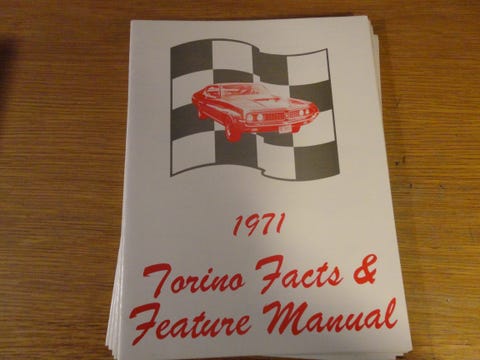 1971
Torino Facts &
Feature Manual